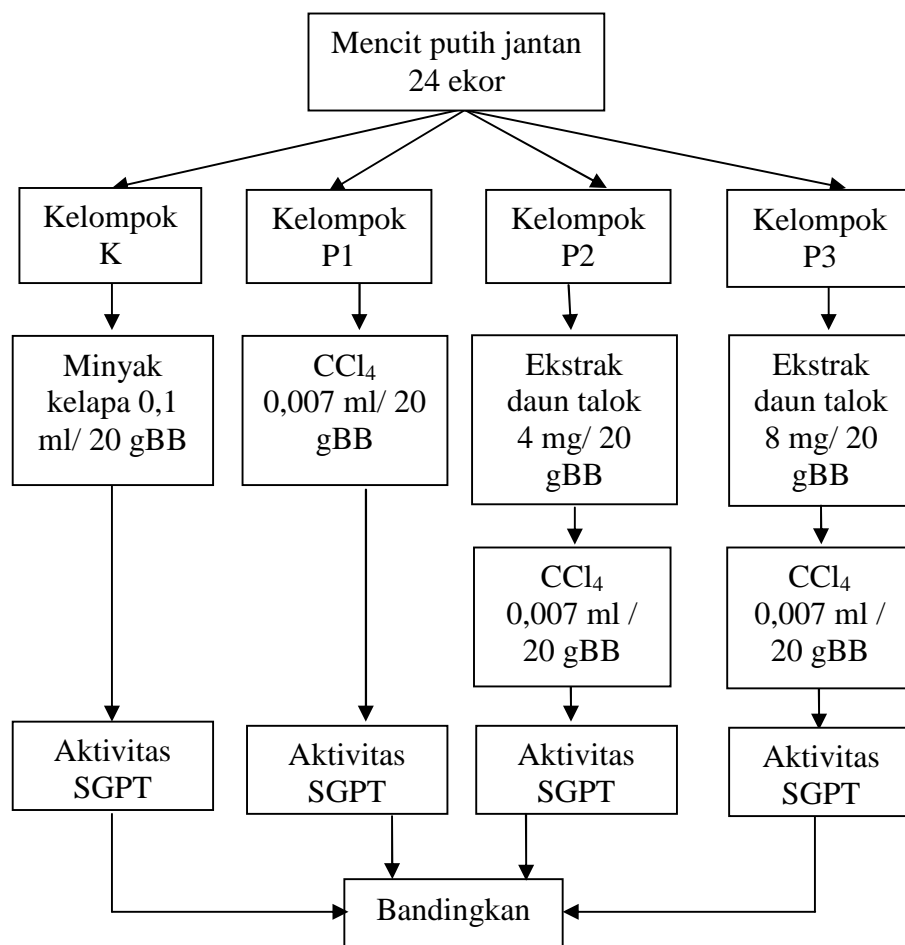 Mencit putih jantan
24 ekor
Kelompok
K
Kelompok
P1
Kelompok
P2
Kelompok
P3
Minyak
kelapa 0,1
ml/ 20 gBB
CCl₄
0,007 ml/ 20
gBB
Ekstrak
daun talok
4 mg/ 20
gBB
Ekstrak
daun talok
8 mg/ 20
gBB
CCl₄
0,007 ml /
20 gBB
CCl₄
0,007 ml /
20 gBB
Aktivitas
SGPT
Aktivitas
SGPT
Aktivitas
SGPT
Aktivitas
SGPT
Bandingkan